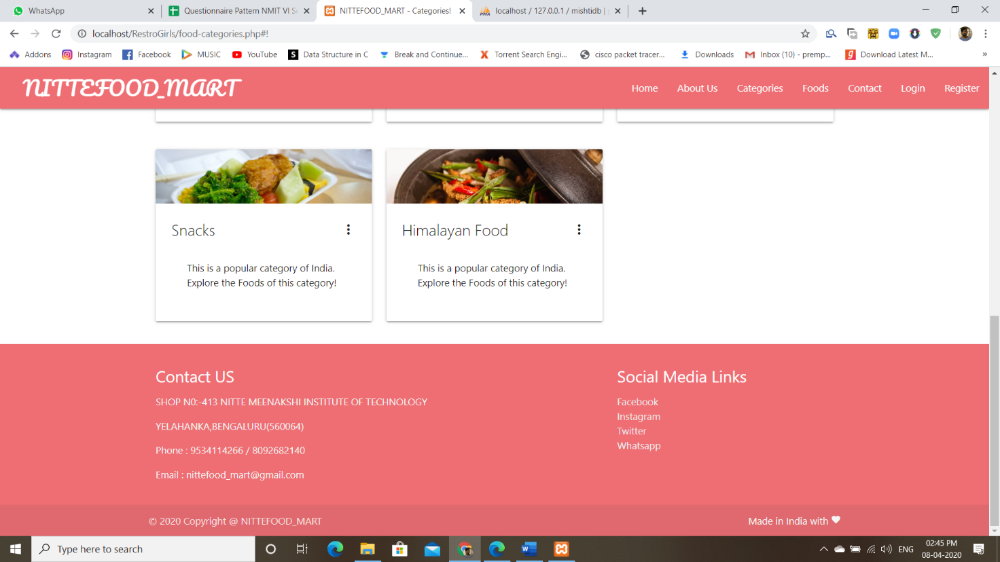 WhatsApp
Questionnaire Pattern NMIT VI Se
NITTEFOOD_MART - Categories!
localhost / 127.0.0.1 / mishtidb |
localhost/RestroGirls/food-categories.php#!
Addons
Instagram
Facebook
MUSIC
YouTube
Data Structure in C
Break and Continue...
Torrent Search Engi...
cisco packet tracer...
Downloads
Inbox (10) - premp...
Download Latest M...
»
NITTEFOOD_MART
Home
About Us
Categories
Foods
Contact
Login
Register
Snacks
This is a popular category of India.
Explore the Foods of this category!
Himalayan Food
This is a popular category of India.
Explore the Foods of this category!
Contact US
SHOP N0:-413 NITTE MEENAKSHI INSTITUTE OF TECHNOLOGY
YELAHANKA,BENGALURU(560064)
Phone : 9534114266 / 8092682140
Email : nittefood_mart@gmail.com
Social Media Links
Facebook
Instagram
Twitter
Whatsapp
© 2020 Copyright @ NITTEFOOD_MART
Made in India with
Type here to search
ENG
02:45 PM
08-04-2020